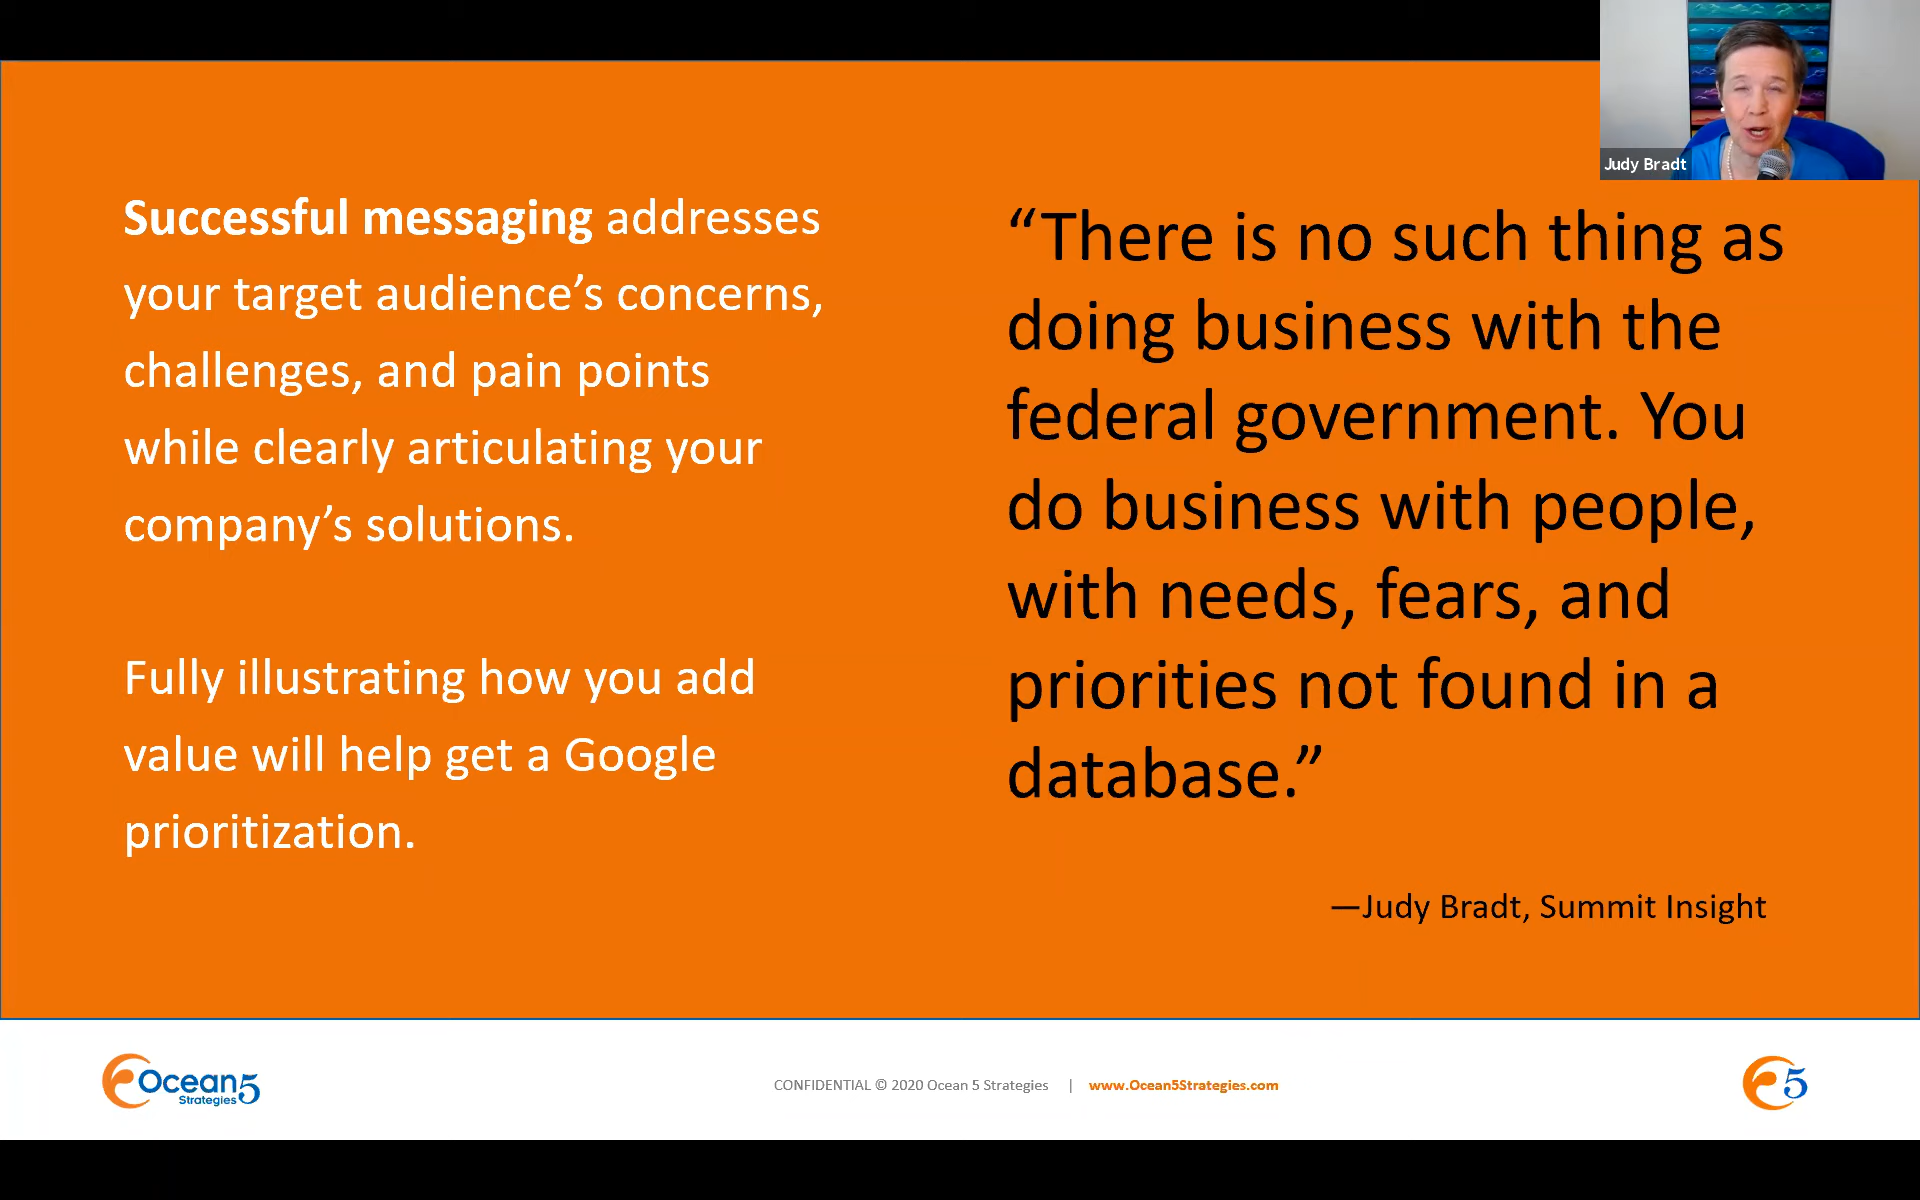 Judy Bradt
Successful messaging addresses
your target audience’s concerns,
challenges, and pain points
while clearly articulating your
company’s solutions.
Fully illustrating how you add
value will help get a Google
prioritization.
“There is no such thing as
doing business with the
federal government. You
do business with people,
with needs, fears, and
priorities not found in a
database.”
—Judy Bradt, Summit Insight
Ocean5
Strategies
CONFIDENTIAL © 2020 Ocean 5 Strategies | www.Ocean5Strategies.com
5